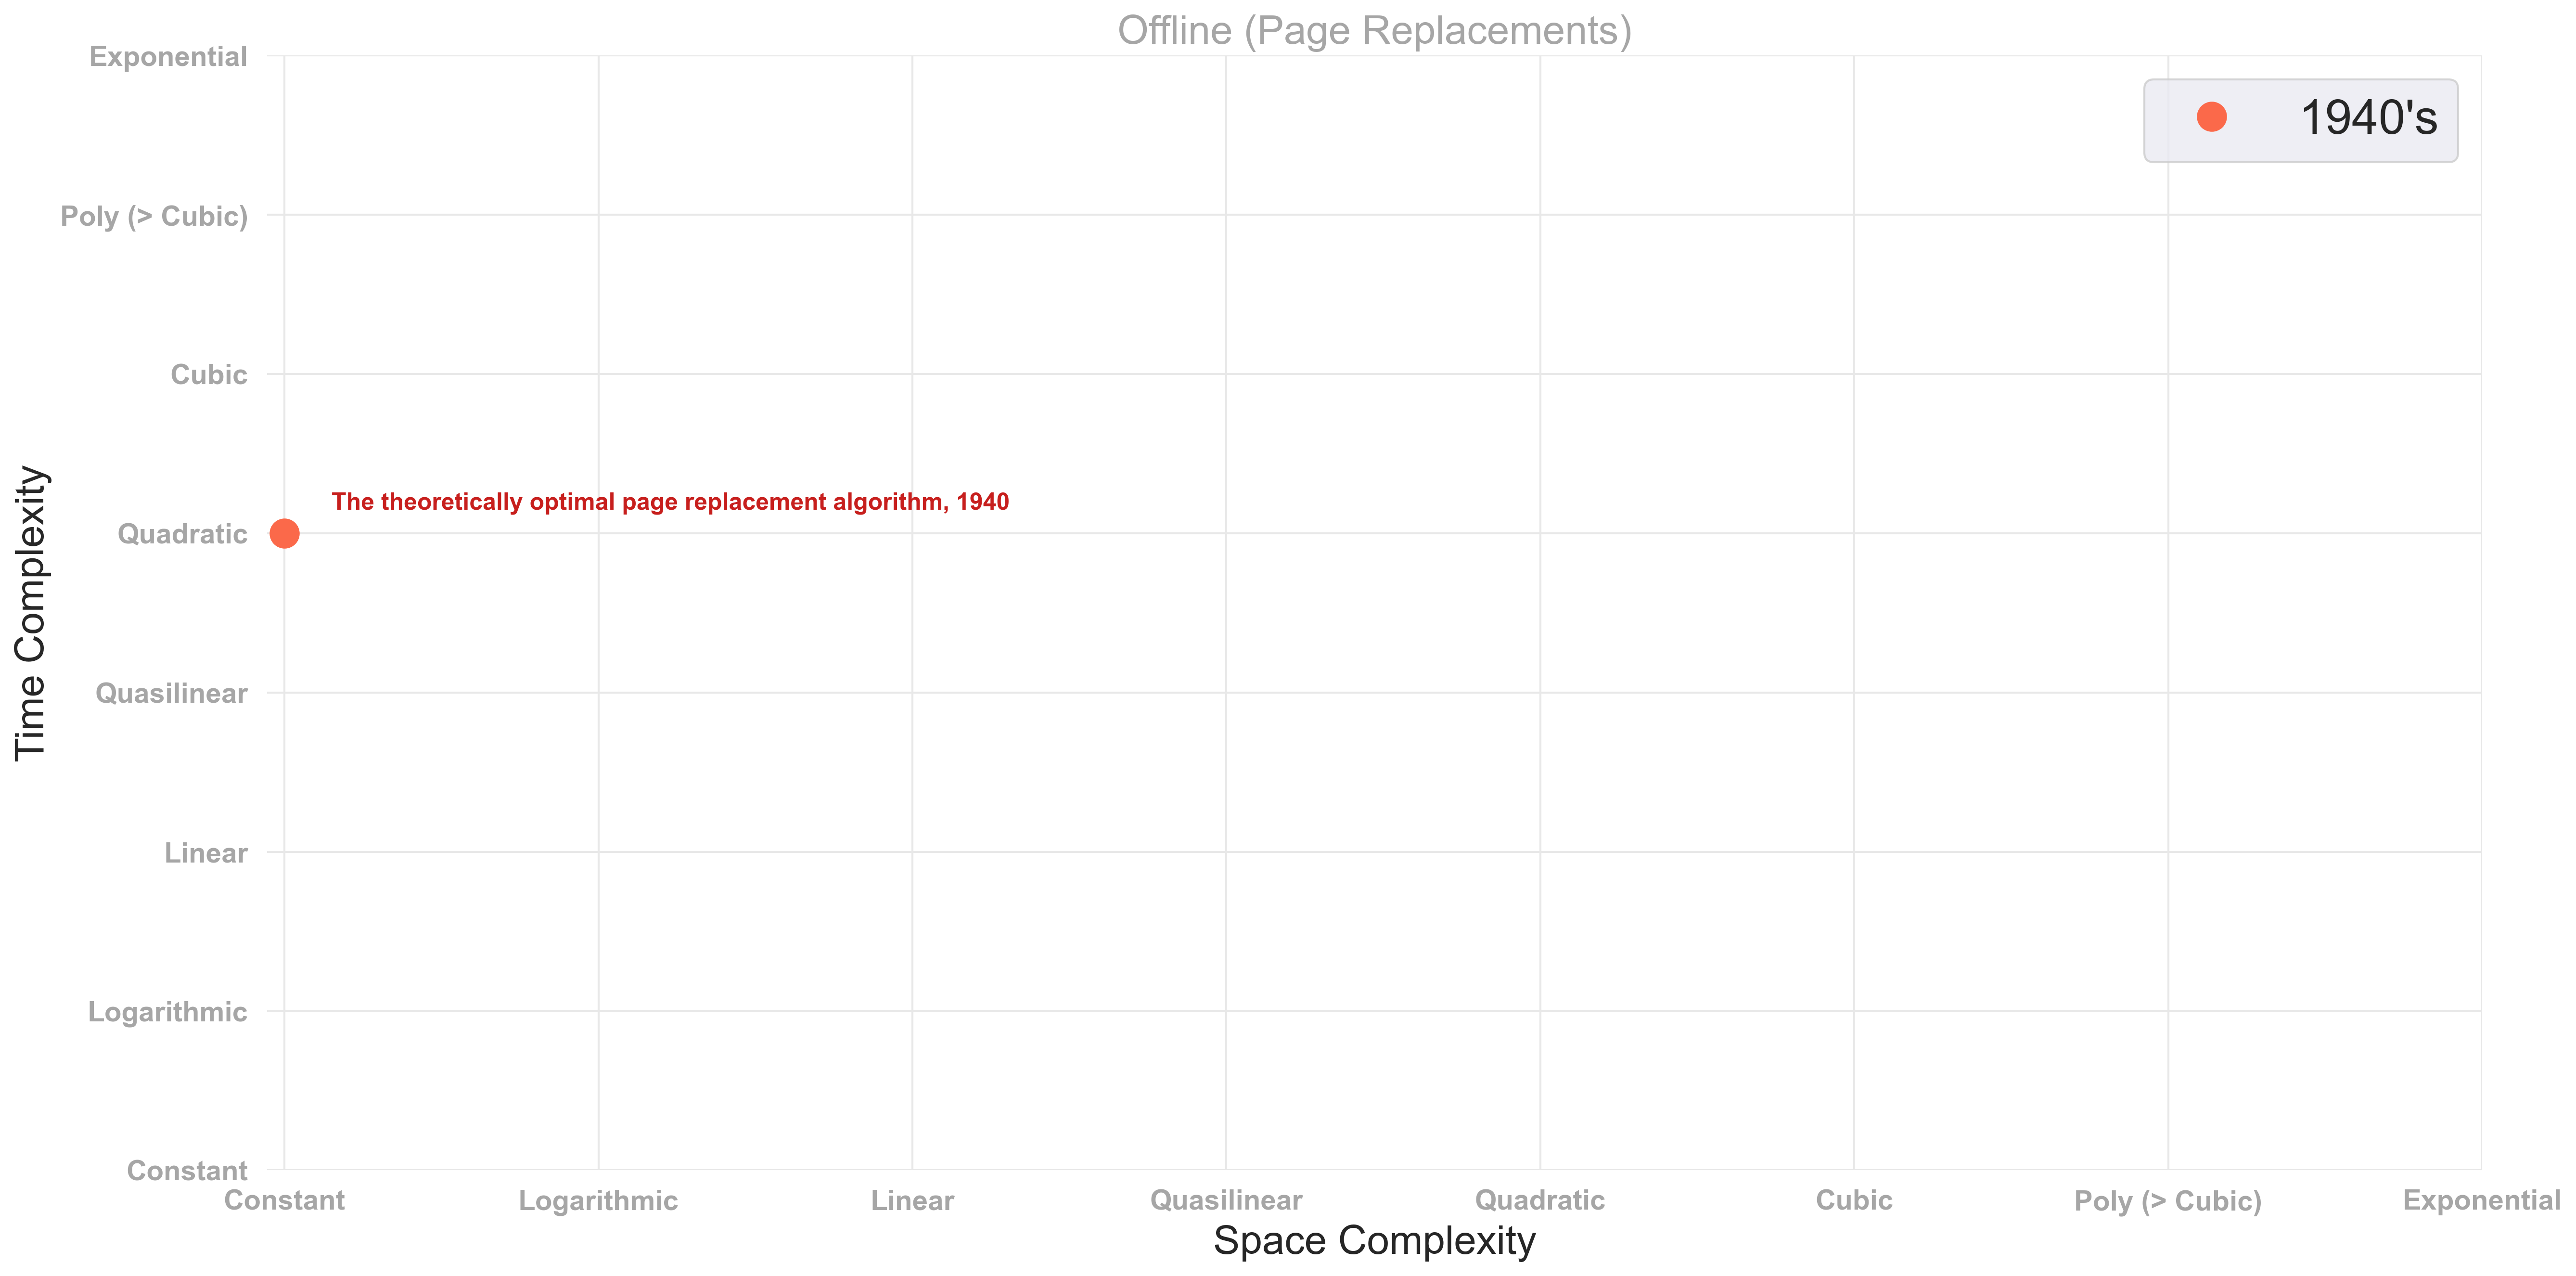 Offline (Page Replacements)
Exponential
1940's
Poly (> Cubic)
Cubic
The theoretically optimal page replacement algorithm, 1940
Quadratic
Time Complexity
Quasilinear
Linear
Logarithmic
Constant
Constant Logarithmic Linear Quasilinear Quadratic Cubic Poly (> Cubic) Exponential
Space Complexity